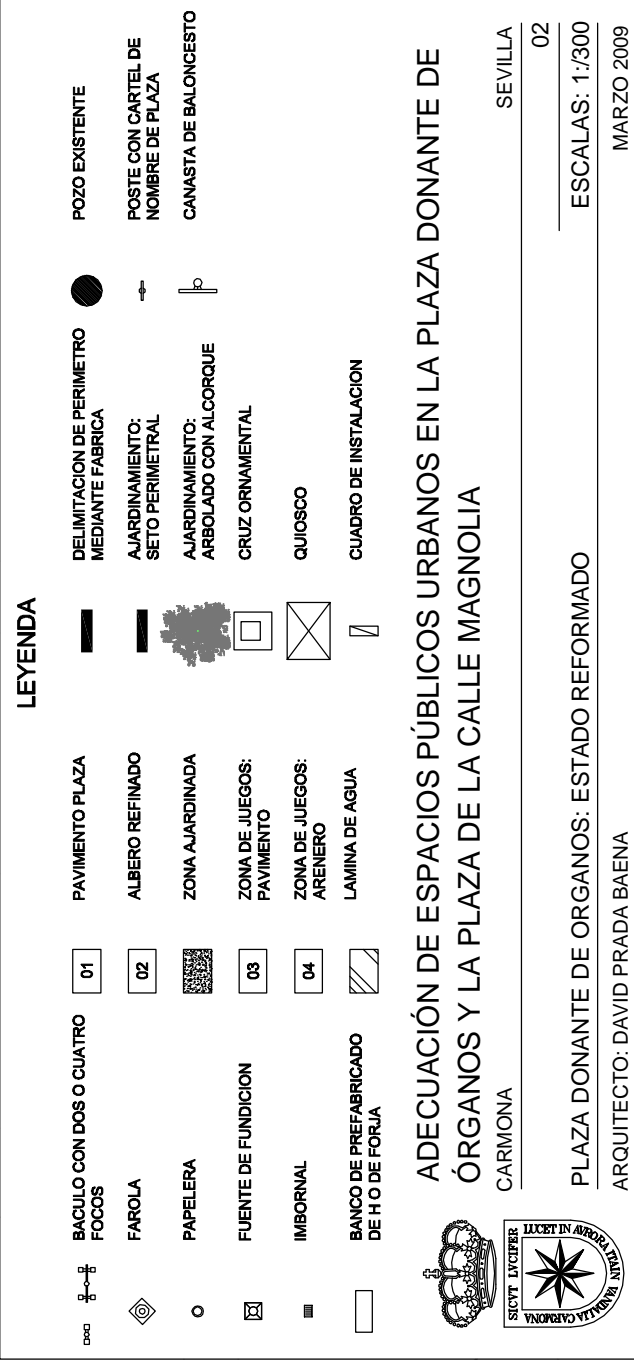 LEYENDA
BACULO CON DOS O CUATRO
FOCOS
FAROLA
PAPELERA
FUENTE DE FUNDICION
IMBORNAL
BANCO DE PREFABRICADO
DE H O DE FORJA
01
PAVIMENTO PLAZA
02
ALBERO REFINADO
ZONA AJARDINADA
03
ZONA DE JUEGOS:
PAVIMENTO
04
ZONA DE JUEGOS:
ARENERO
LAMINA DE AGUA
DELIMITACION DE PERIMETRO
MEDIANTE FABRICA
AJARDINAMIENTO:
SETO PERIMETRAL
AJARDINAMIENTO:
ARBOLADO CON ALCORQUE
CRUZ ORNAMENTAL
QUIOSCO
CUADRO DE INSTALACION
POZO EXISTENTE
POSTE CON CARTEL DE
NOMBRE DE PLAZA
CANASTA DE BALONCESTO
ADECUACIÓN DE ESPACIOS PÚBLICOS URBANOS EN LA PLAZA DONANTE DE
ÓRGANOS Y LA PLAZA DE LA CALLE MAGNOLIA
CARMONA
SEVILLA
02
PLAZA DONANTE DE ORGANOS: ESTADO REFORMADO
ESCALAS: 1:/300
ARQUITECTO: DAVID PRADA BAENA
MARZO 2009
SICVT LVCIFER LUCET IN AVRORA ITA IN VANDALIA CARMONA